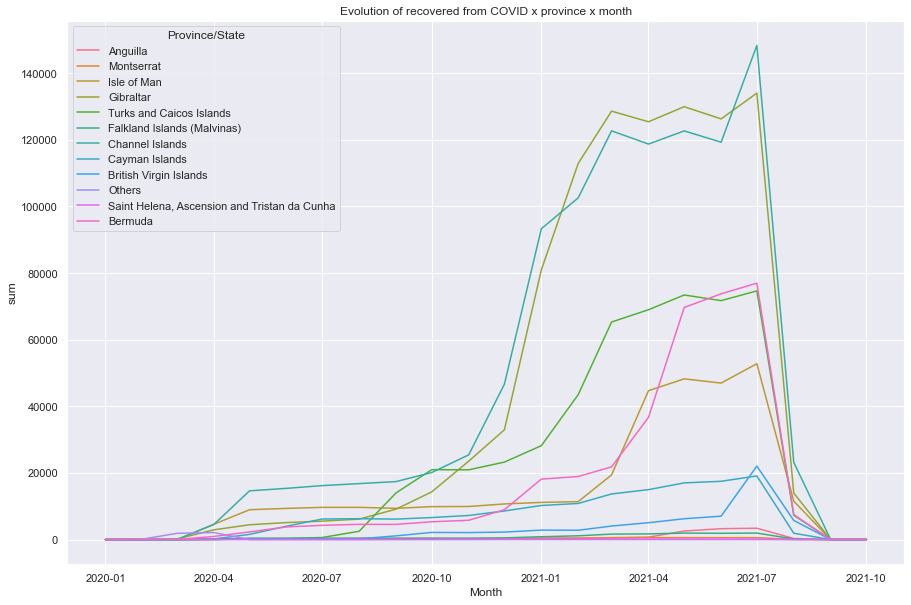 Evolution of recovered from COVID x province x month
Province/State
Anguilla
Montserrat
Isle of Man
Gibraltar
Turks and Caicos Islands
Falkland Islands (Malvinas)
Channel Islands
Cayman Islands
British Virgin Islands
Others
Saint Helena, Ascension and Tristan da Cunha
Bermuda
sum
140000
120000
100000
80000
60000
40000
20000
0
2020-01
2020-04
2020-07
2020-10
2021-01
2021-04
2021-07
2021-10
Month